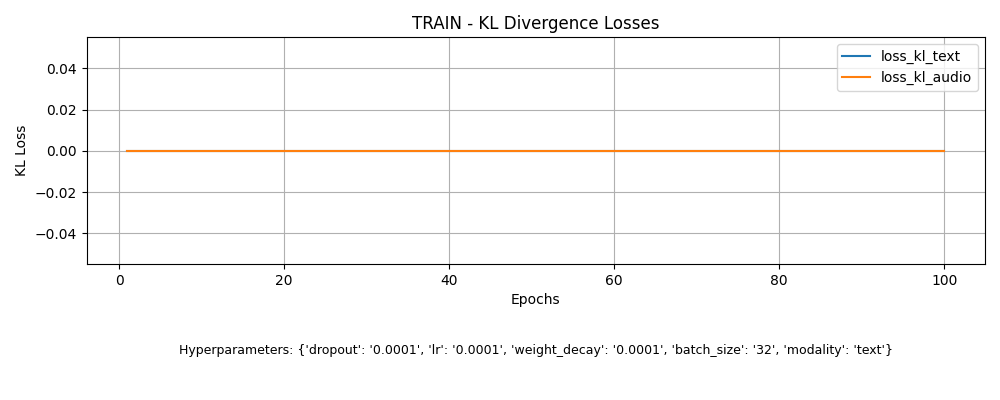 TRAIN - KL Divergence Losses
loss_kl_text
loss_kl_audio
0.04
0.02
0.00
−0.02
−0.04
KL Loss
0 20 40 60 80 100
Epochs
Hyperparameters: {'dropout': '0.0001', 'lr': '0.0001', 'weight_decay': '0.0001', 'batch_size': '32', 'modality': 'text'}